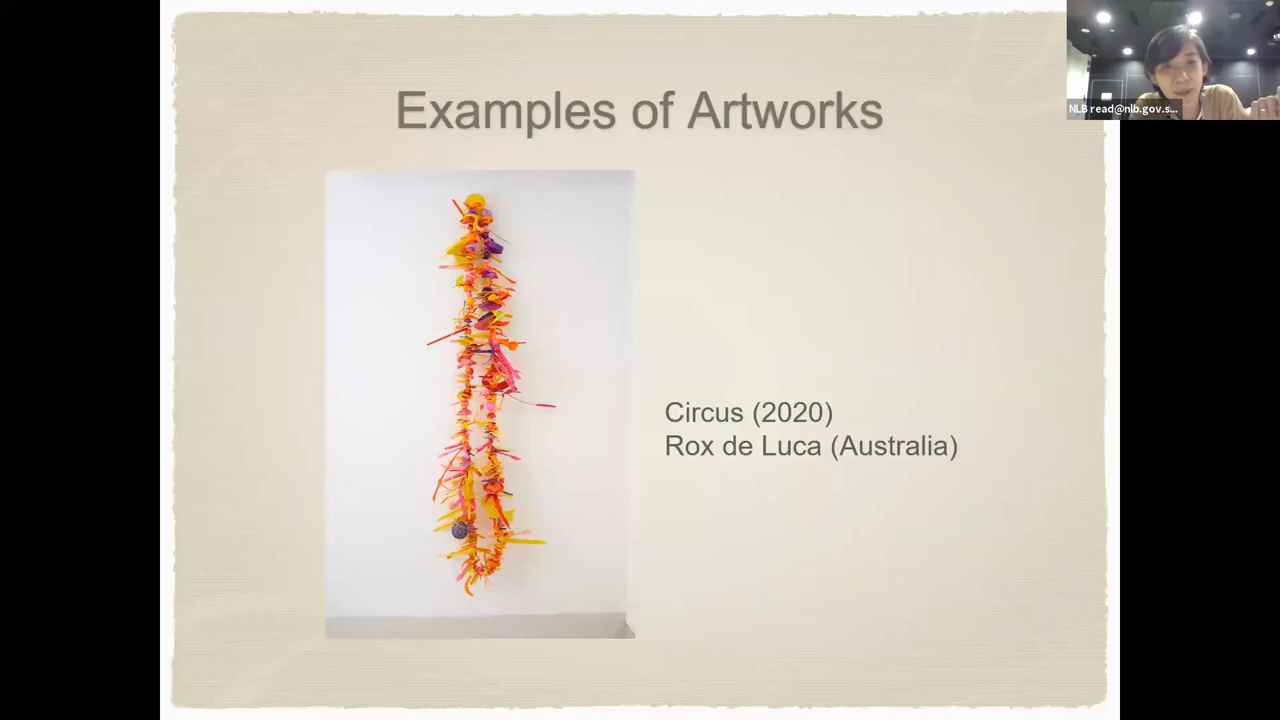 Examples of Artworks
NLB read@nlb.gov.s...
Circus (2020)
Rox de Luca (Australia)